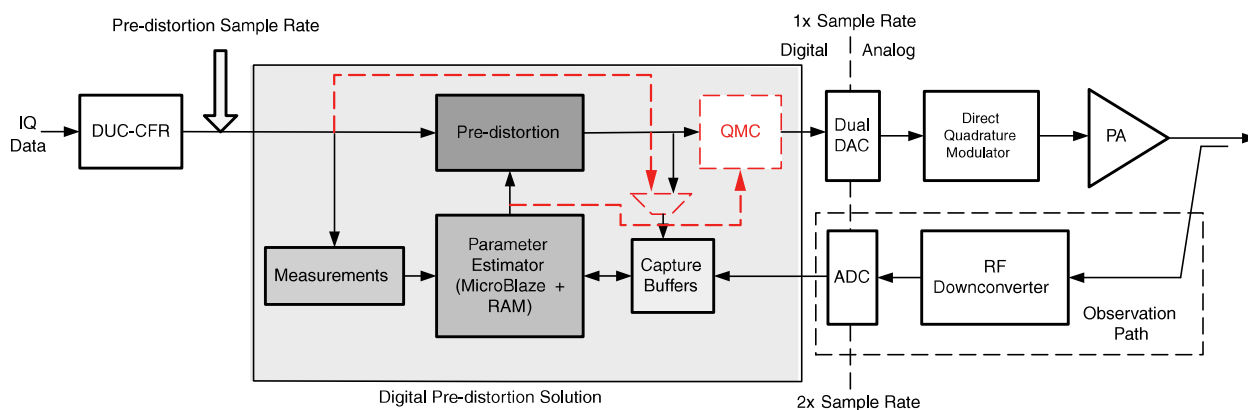 Pre-distortion Sample Rate
1x Sample Rate
Digital
Analog
IQ
Data
DUC-CFR
Pre-distortion
QMC
Dual
DAC
Direct
Quadrature
Modulator
PA
Measurements
Parameter
Estimator
(MicroBlaze +
RAM)
Capture
Buffers
ADC
RF
Downconverter
Observation
Path
Digital Pre-distortion Solution
2x Sample Rate